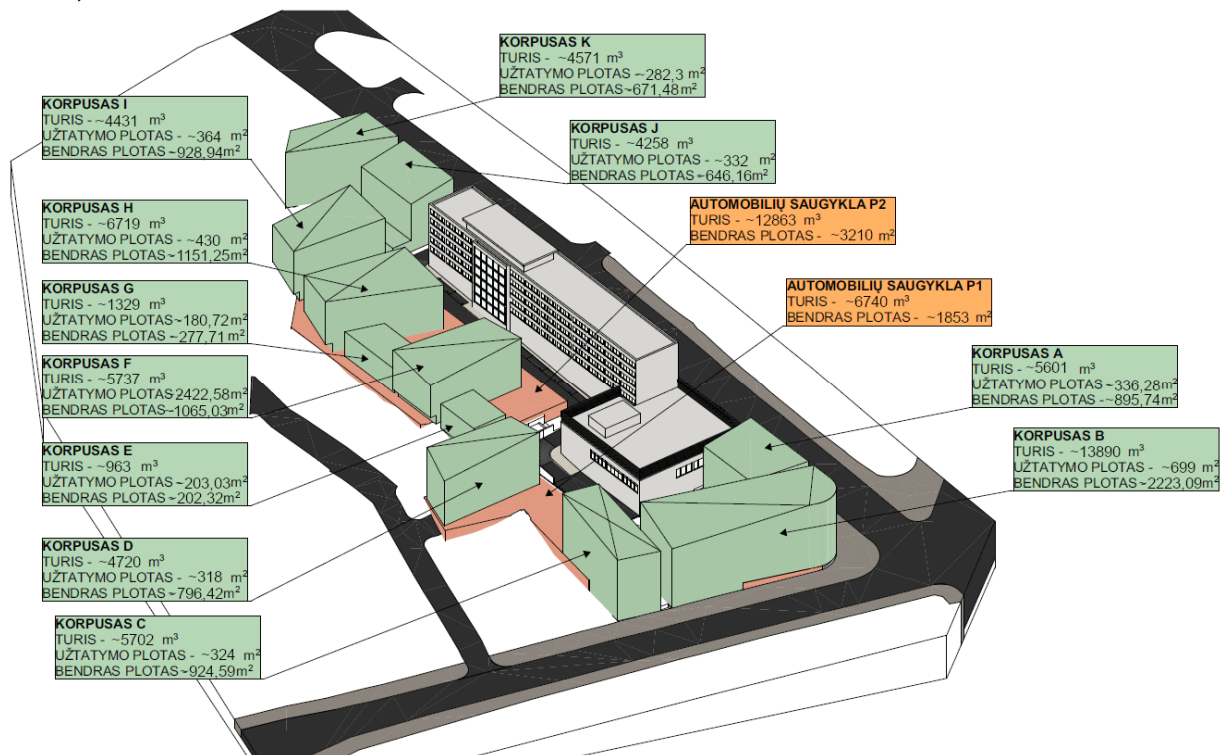 KORPUSAS K
TURIS - ~4571 m³
UŽTATYMO PLOTAS -~282,3 m²
BENDRAS PLOTAS~671,48m²
KORPUSAS I
TURIS -~4431 m³
UŽTATYMO PLOTAS - ~364 m²
BENDRAS PLOTAS ~928,94m²
KORPUSAS J
TURIS - ~4258 m³
UŽTATYMO PLOTAS - ~332 m²
BENDRAS PLOTAS -~646,16m²
KORPUSAS H
TURIS - ~6719 m³
UŽTATYMO PLOTAS - ~430 m²
BENDRAS PLOTAS ~1151,25m²
AUTOMOBILIŲ SAUGYKLA P2
TURIS - ~12863 m³
BENDRAS PLOTAS - ~3210 m²
KORPUSAS G
TURIS - ~1329 m³
UŽTATYMO PLOTAS -~180,72m²
BENDRAS PLOTAS -~277,71m²
AUTOMOBILIŲ SAUGYKLA P1
TURIS - ~6740 m³
BENDRAS PLOTAS - ~1853 m²
KORPUSAS F
TURIS - ~5737 m³
UŽTATYMO PLOTAS 2422,58m²
BENDRAS PLOTAS~1065,03m²
KORPUSAS A
TURIS - ~5601 m³
UŽTATYMO PLOTAS -~336,28m²
BENDRAS PLOTAS -~895,74m²
KORPUSAS B
TURIS - ~13890 m³
UŽTATYMO PLOTAS - ~699 m²
BENDRAS PLOTAS~2223,09m²
KORPUSAS E
TURIS - ~963 m³
UŽTATYMO PLOTAS -~203,03m²
BENDRAS PLOTAS -~202,32m²
KORPUSAS D
TURIS - ~4720 m³
UŽTATYMO PLOTAS - ~318 m²
BENDRAS PLOTAS -~796,42m²
KORPUSAS C
TURIS - ~5702 m³
UŽTATYMO PLOTAS - ~324 m²
BENDRAS PLOTAS -~924,59m²